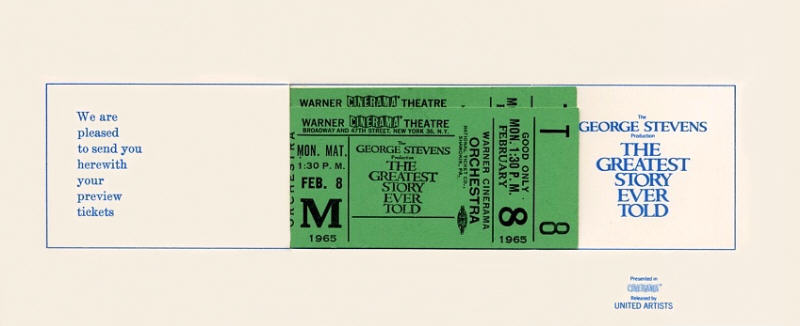 We are
pleased
to send you
herewith
your
preview
tickets
WARNER CINERAMA THEATRE
WARNER CINERAMA THEATRE
BROADWAY AND 47TH STREET, NEW YORK 36, N.Y.
ORCHESTRA
MON. MAT.
1:30 P.M.
FEB. 8
M
1965
The
GEORGE STEVENS
Production
THE
GREATEST
STORY
EVER
TOLD
WARNER CINERAMA
ORCHESTRA
GOOD ONLY
MON. 1:30 P.M.
FEBRUARY
8
1965
T
8
The
GEORGE STEVENS
Production
THE
GREATEST
STORY
EVER
TOLD
Presented in
CINERAMA
Released by
UNITED ARTISTS